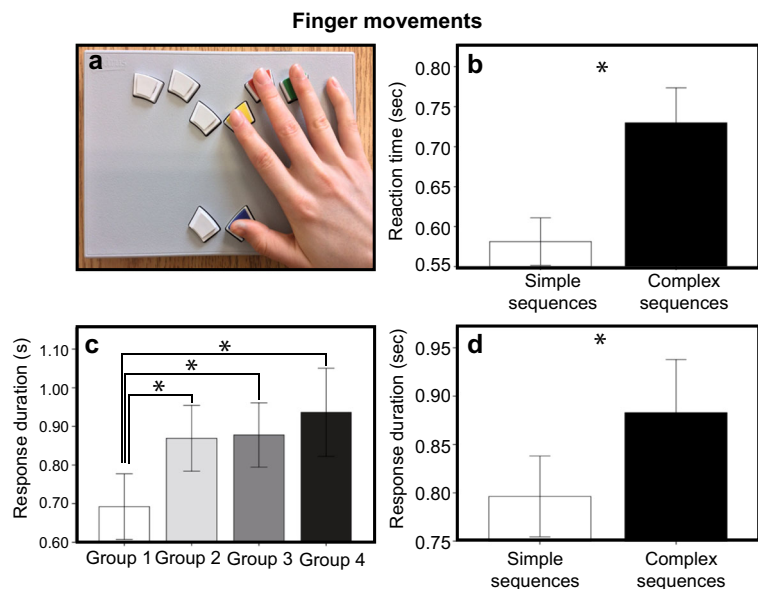 Finger movements
a
b
*
Reaction time (sec)
0.80
0.75
0.70
0.65
0.60
0.55
Simple
sequences
Complex
sequences
c
*
*
*
Response duration (s)
1.10
1.00
0.90
0.80
0.70
0.60
Group 1 Group 2 Group 3 Group 4
d
*
Response duration (sec)
0.95
0.90
0.85
0.80
0.75
Simple
sequences
Complex
sequences